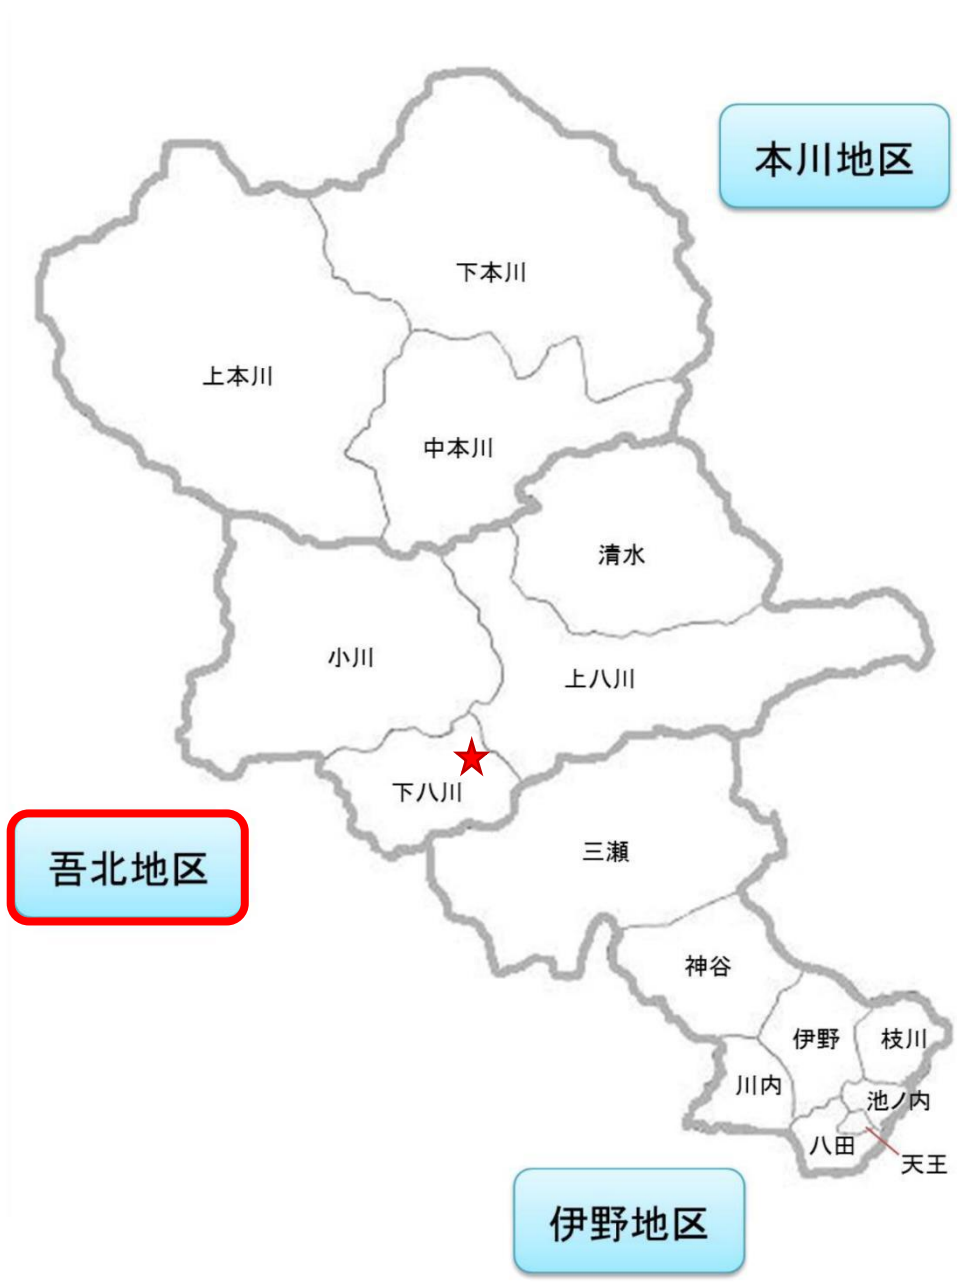 本川地区
下本川
上本川
中本川
清水
小川
上八川
下八川
吾北地区
三瀬
神谷
伊野
枝川
川内
池ノ内
八田
天王
伊野地区